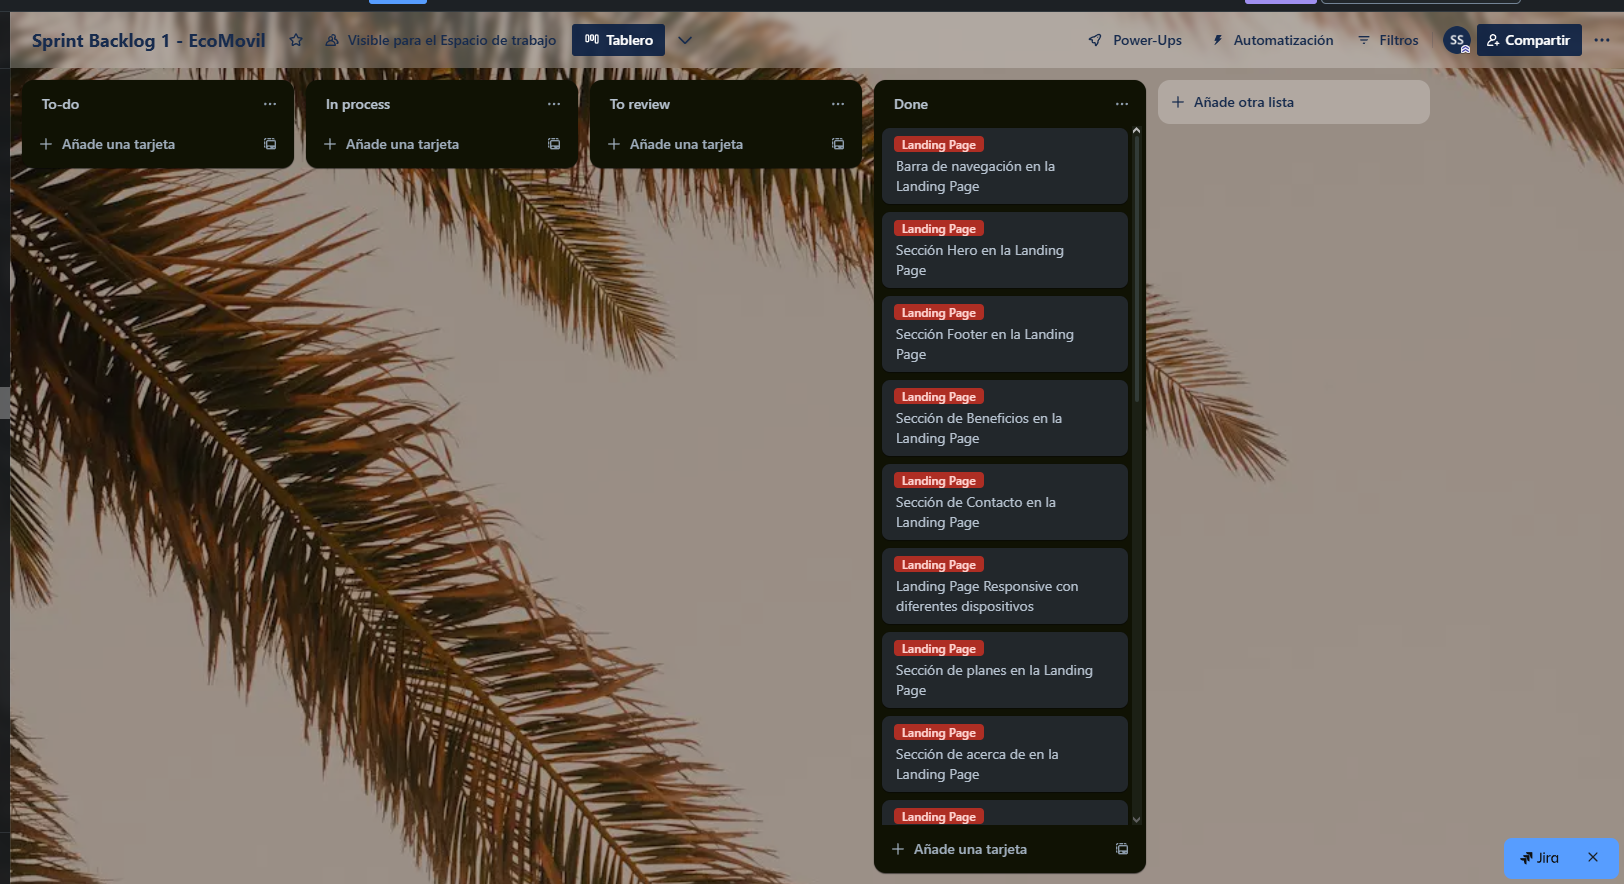 Sprint Backlog 1 - EcoMovil
Visible para el Espacio de trabajo
Tablero
Power-Ups
Automatización
Filtros
SS
Compartir
To-do
Añade una tarjeta
In process
Añade una tarjeta
To review
Añade una tarjeta
Done
Landing Page
Barra de navegación en la
Landing Page
Landing Page
Sección Hero en la Landing
Page
Landing Page
Sección Footer en la Landing
Page
Landing Page
Sección de Beneficios en la
Landing Page
Landing Page
Sección de Contacto en la
Landing Page
Landing Page
Landing Page Responsive con
diferentes dispositivos
Landing Page
Sección de planes en la Landing
Page
Landing Page
Sección de acerca de en la
Landing Page
Landing Page
Añade una tarjeta
Añade otra lista
Jira